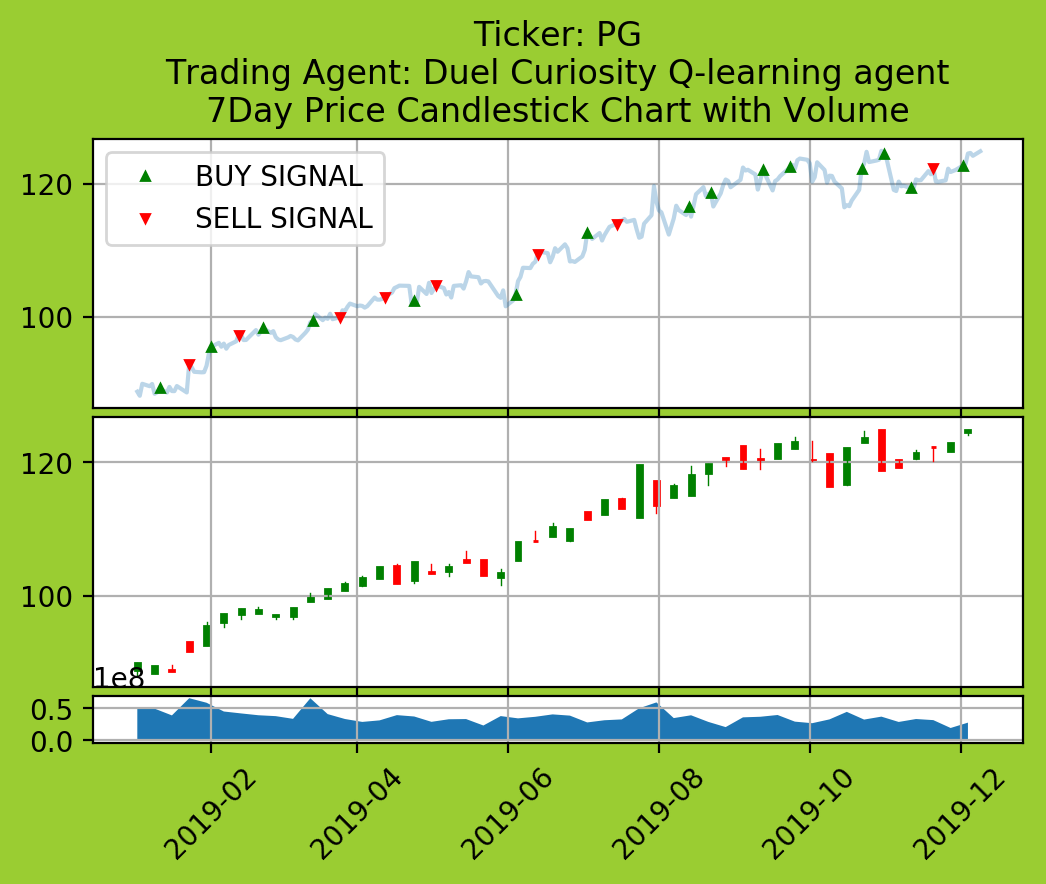 Ticker: PG
Trading Agent: Duel Curiosity Q-learning agent
7Day Price Candlestick Chart with Volume
BUY SIGNAL
SELL SIGNAL
120
100
120
100
1e8
0.5
0.0
2019-02
2019-04
2019-06
2019-08
2019-10
2019-12